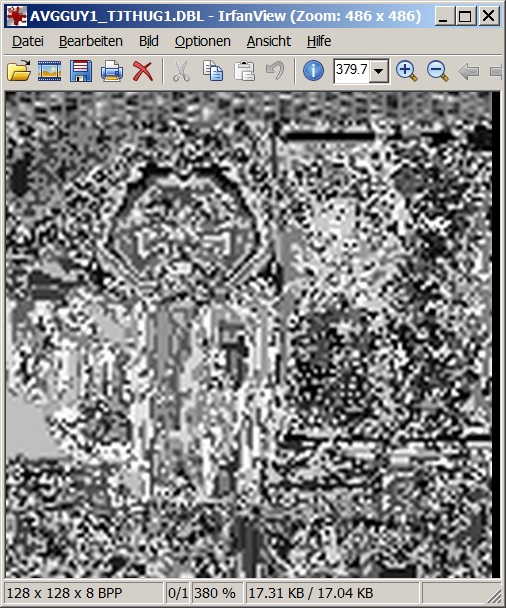 AVGGUY1_TJTHUG1.DBL - IrfanView (Zoom: 486 x 486)
Datei Bearbeiten Bild Optionen Ansicht Hilfe
379.7
128 x 128 x 8 BPP 0/1 380 % 17.31 KB / 17.04 KB